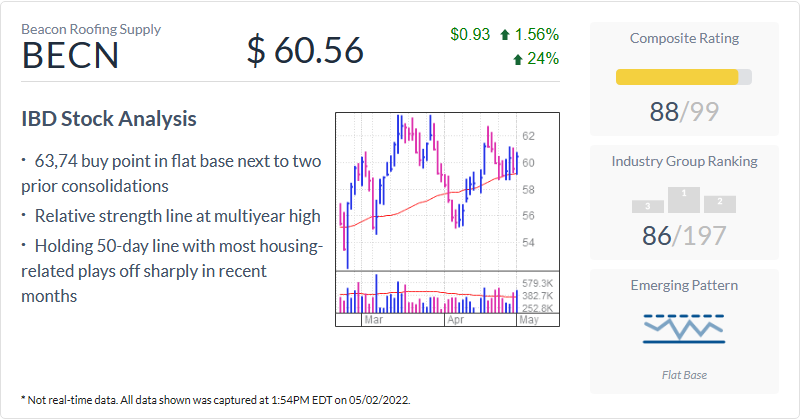 Beacon Roofing Supply
BECN
$ 60.56
$0.93 1.56%
24%
IBD Stock Analysis
· 63,74 buy point in flat base next to two
prior consolidations
· Relative strength line at multiyear high
· Holding 50-day line with most housing-
related plays off sharply in recent
months
62
60
58
56
54
579.3K
382.7K
252.8K
Mar
Apr
May
Composite Rating
88/99
Industry Group Ranking
3
1
2
86/197
Emerging Pattern
Flat Base
* Not real-time data. All data shown was captured at 1:54PM EDT on 05/02/2022.